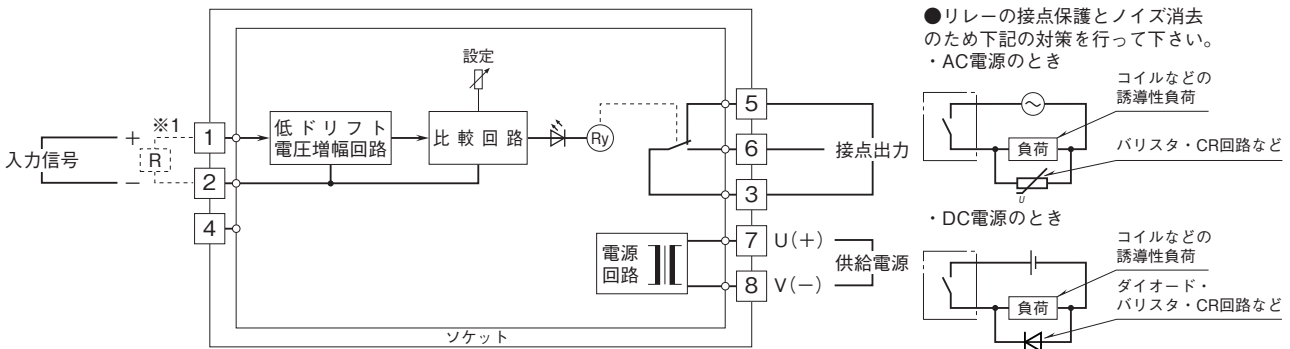 入力信号
+
−
※1
R
1
2
4
低ドリフト
電圧増幅回路
設定
比較回路
Ry
電源
回路
ソケット
5
6
3
7
8
接点出力
U(+)
V(−)
供給電源
●リレーの接点保護とノイズ消去
のため下記の対策を行って下さい。
・AC電源のとき
コイルなどの
誘導性負荷
負荷
バリスタ・CR回路など
U
・DC電源のとき
コイルなどの
誘導性負荷
負荷
ダイオード・
バリスタ・CR回路など